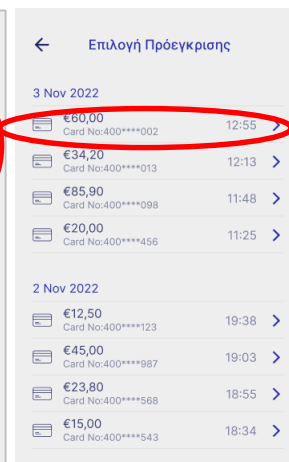 Επιλογή Πρόεγκρισης
3 Nov 2022
€60,00
Card No:400****002
12:55
€34,20
Card No:400****013
12:13
€85,90
Card No:400****098
11:48
€20,00
Card No:400****456
11:25
2 Nov 2022
€12,50
Card No:400****123
19:38
€45,00
Card No:400****987
19:03
€23,80
Card No:400****568
18:55
€15,00
Card No:400****543
18:34